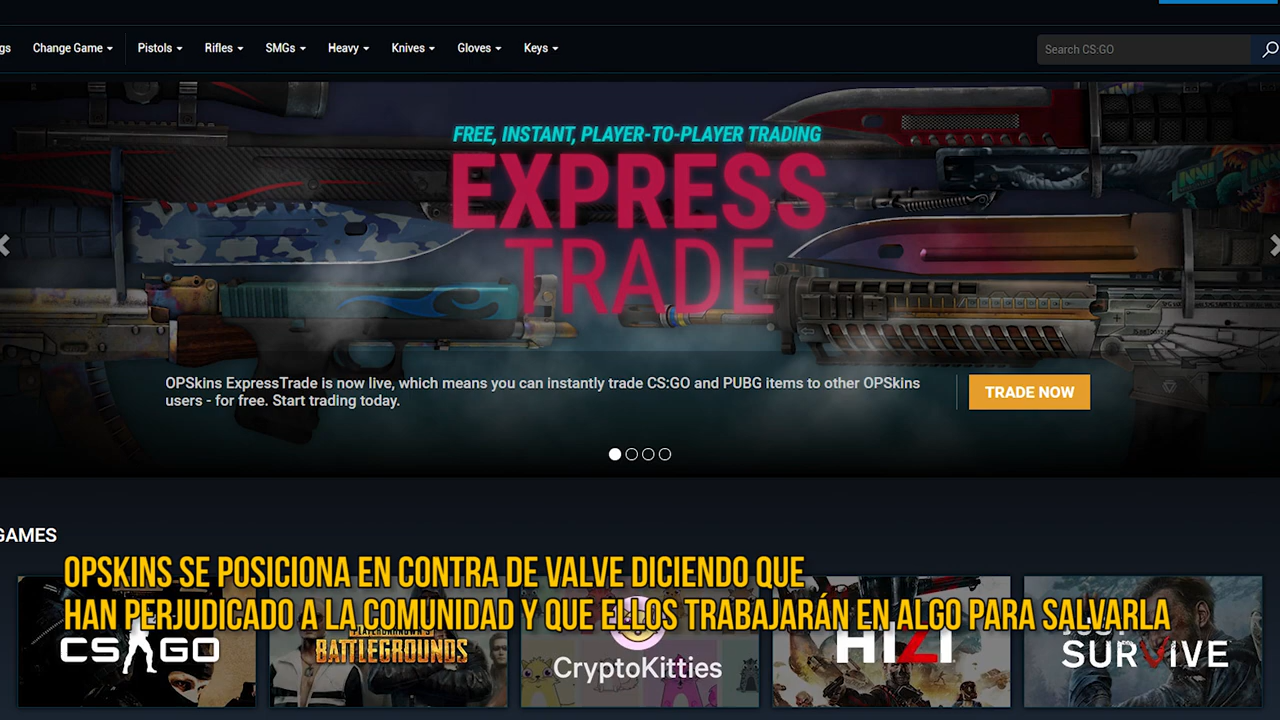 gs
Change Game
Pistols
Rifles
SMGs
Heavy
Knives
Gloves
Keys
Search CS:GO
FREE, INSTANT, PLAYER-TO-PLAYER TRADING
EXPRESS
TRADE
OPSkins ExpressTrade is now live, which means you can instantly trade CS:GO and PUBG items to other OPSkins
users - for free. Start trading today.
TRADE NOW
GAMES
OPSKINS SE POSICIONA EN CONTRA DE VALVE DICIENDO QUE
HAN PERJUDICADO A LA COMUNIDAD Y QUE ELLOS TRABAJARÁN EN ALGO PARA SALVARLA
CS GO
PLAYERUNKNOWN'S
BATTLEGROUNDS
CryptoKitties
H1Z1
JUST
SURVIVE